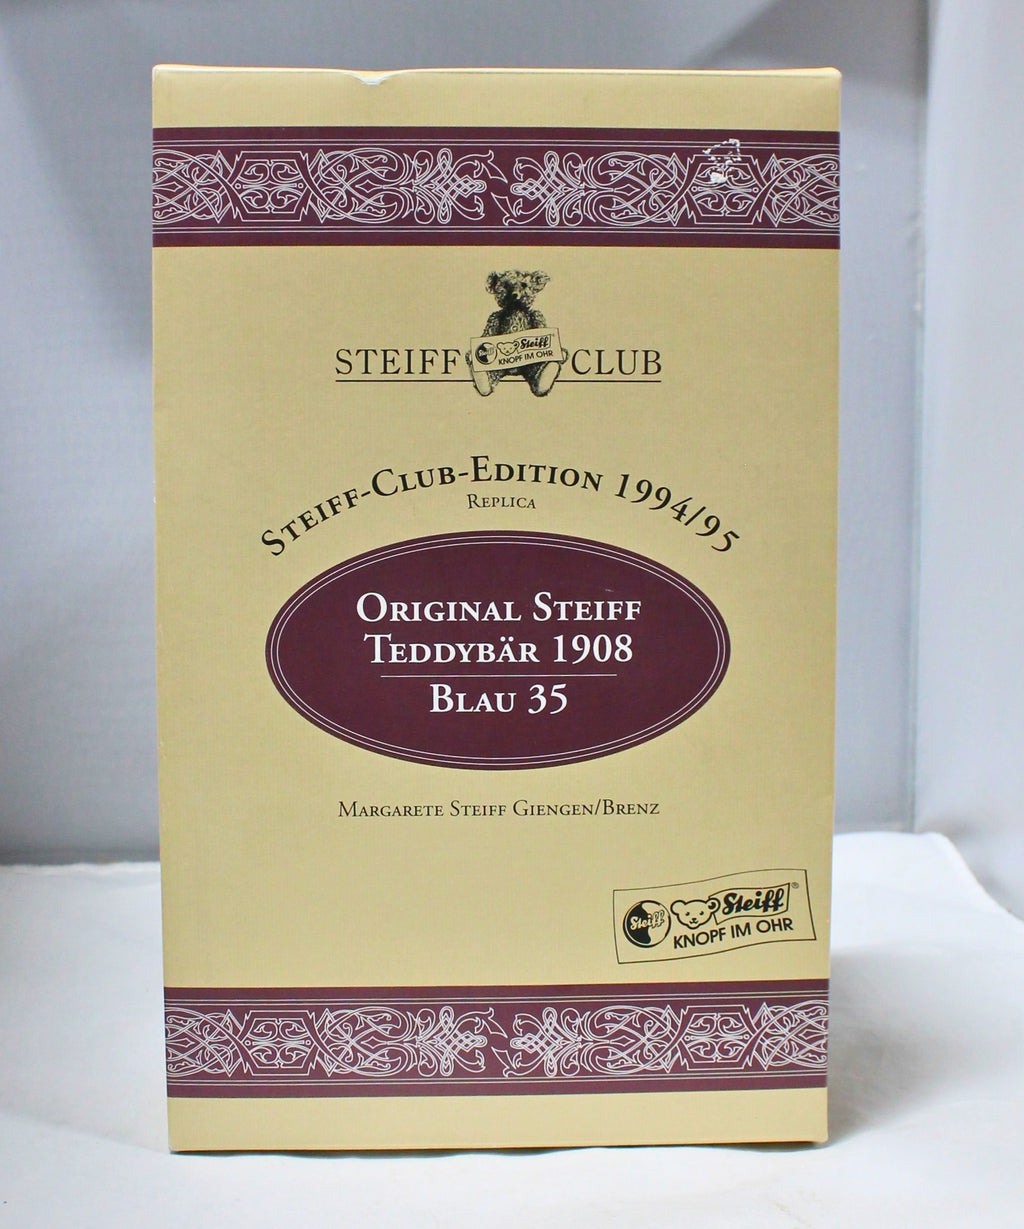 STEIFF CLUB
Steiff
Steiff®
KNOPF IM OHR
STEIFF-CLUB-EDITION 1994/95
REPLICA
ORIGINAL STEIFF
TEDDYBÄR 1908
BLAU 35
MARGARETE STEIFF GIENGEN/BRENZ
Steiff
Steiff®
KNOPF IM OHR